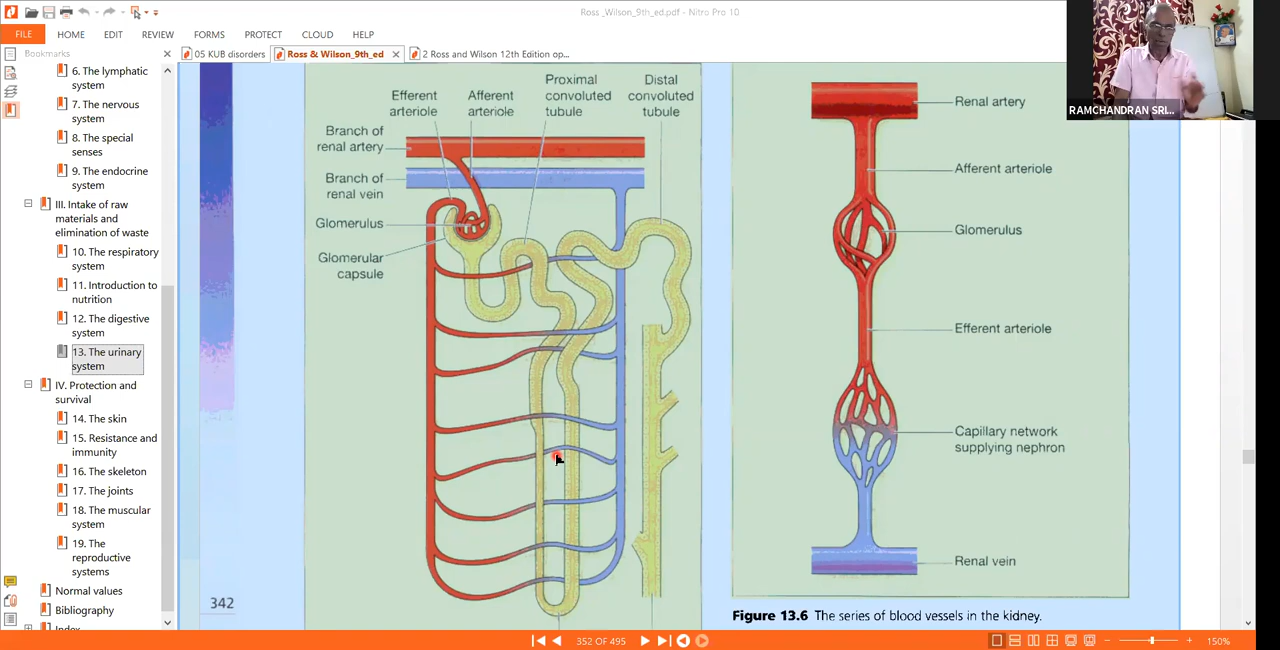 Ross _Wilson_9th_ed.pdf - Nitro Pro 10
FILE HOME EDIT REVIEW FORMS PROTECT CLOUD HELP
Bookmarks
05 KUB disorders
Ross & Wilson_9th_ed
2 Ross and Wilson 12th Edition op...
6. The lymphatic
system
7. The nervous
system
8. The special
senses
9. The endocrine
system
III. Intake of raw
materials and
elimination of waste
10. The respiratory
system
11. Introduction to
nutrition
12. The digestive
system
13. The urinary
system
IV. Protection and
survival
14. The skin
15. Resistance and
immunity
16. The skeleton
17. The joints
18. The muscular
system
19. The
reproductive
systems
Normal values
Bibliography
Index
Efferent
arteriole
Afferent
arteriole
Proximal
convoluted
tubule
Distal
convoluted
tubule
Branch of
renal artery
Branch of
renal vein
Glomerulus
Glomerular
capsule
342
Renal artery
Afferent arteriole
Glomerulus
Efferent arteriole
Capillary network
supplying nephron
Renal vein
Figure 13.6 The series of blood vessels in the kidney.
RAMCHANDRAN SRI...
352 OF 495
150%